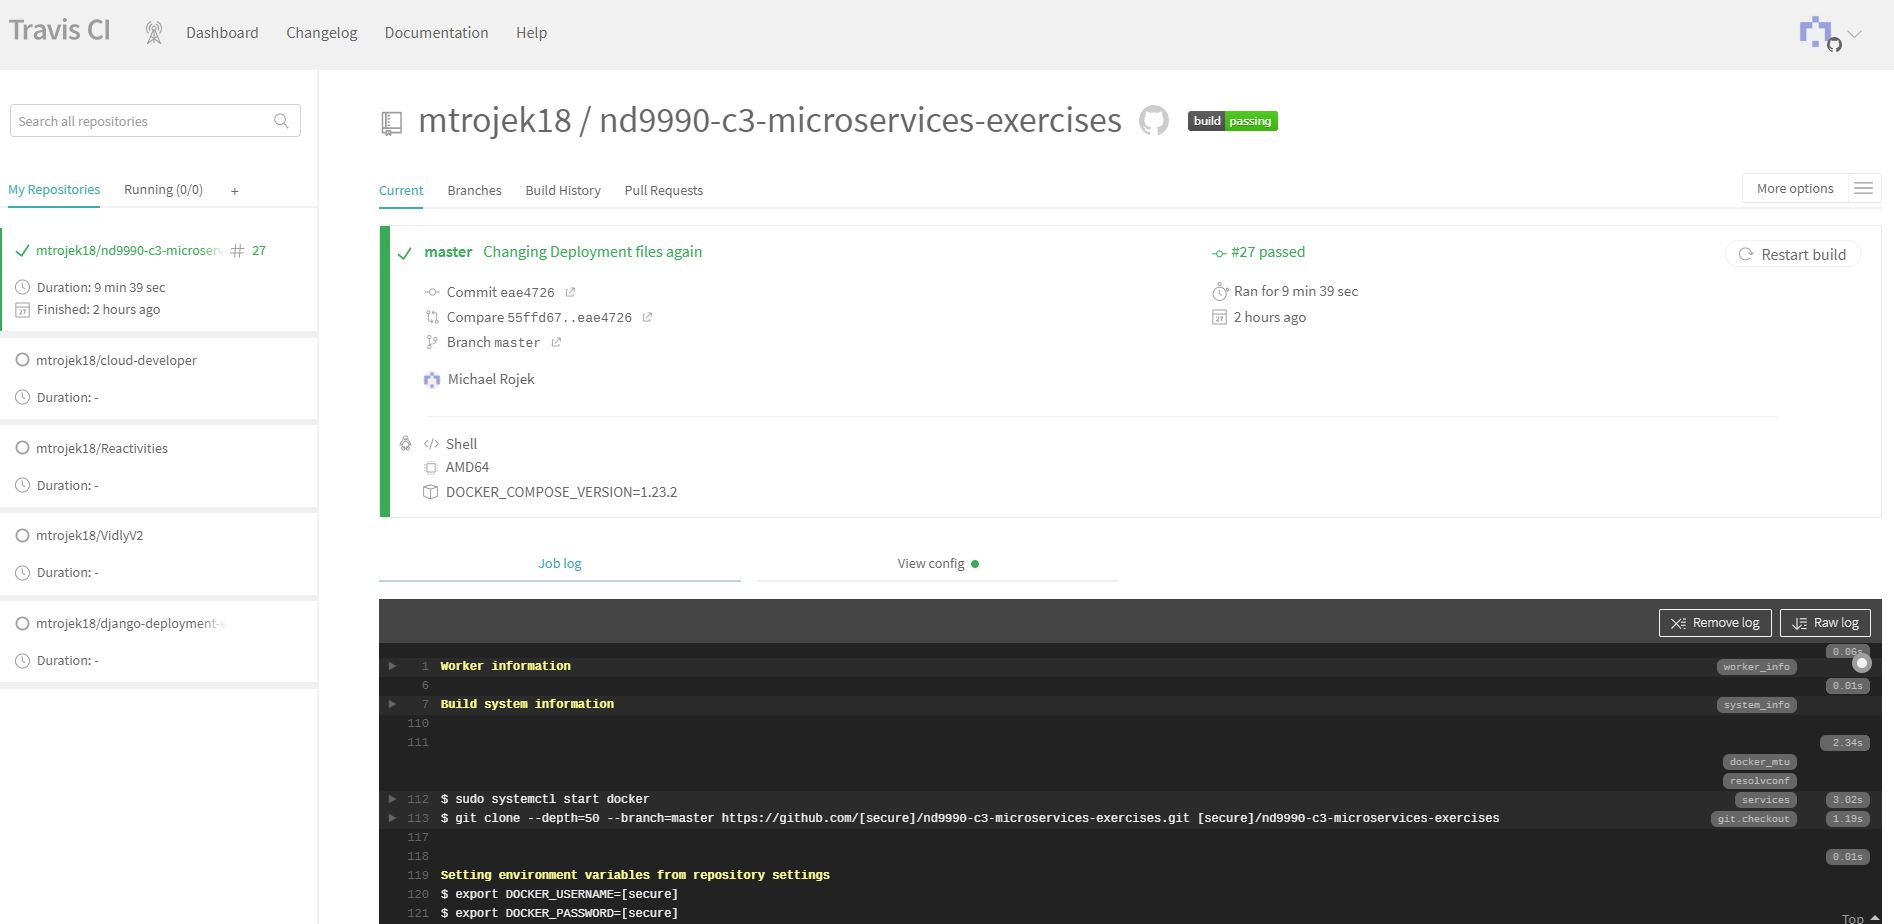 Travis CI
Dashboard Changelog Documentation Help
Search all repositories
My Repositories Running (0/0) +
mtrojek18/nd9990-c3-microserv # 27
Duration: 9 min 39 sec
Finished: 2 hours ago
mtrojek18/cloud-developer
Duration: -
mtrojek18/Reactivities
Duration: -
mtrojek18/VidlyV2
Duration: -
mtrojek18/django-deployment-e
Duration: -
mtrojek18 / nd9990-c3-microservices-exercises build passing
Current Branches Build History Pull Requests More options
master Changing Deployment files again
Commit eae4726
Compare 55ffd67..eae4726
Branch master
Michael Rojek
#27 passed
Ran for 9 min 39 sec
27 2 hours ago
Restart build
</> Shell
AMD64
DOCKER_COMPOSE_VERSION=1.23.2
Job log View config
Remove log Raw log
0.06s
1 Worker information worker_info
6 0.01s
7 Build system information system_info
110
111 2.34s
docker_mtu
resolvconf
112 $ sudo systemctl start docker services 3.02s
113 $ git clone --depth=50 --branch=master https://github.com/[secure]/nd9990-c3-microservices-exercises.git [secure]/nd9990-c3-microservices-exercises git.checkout 1.19s
117
118 0.01s
119 Setting environment variables from repository settings
120 $ export DOCKER_USERNAME=[secure]
121 $ export DOCKER_PASSWORD=[secure]
Top